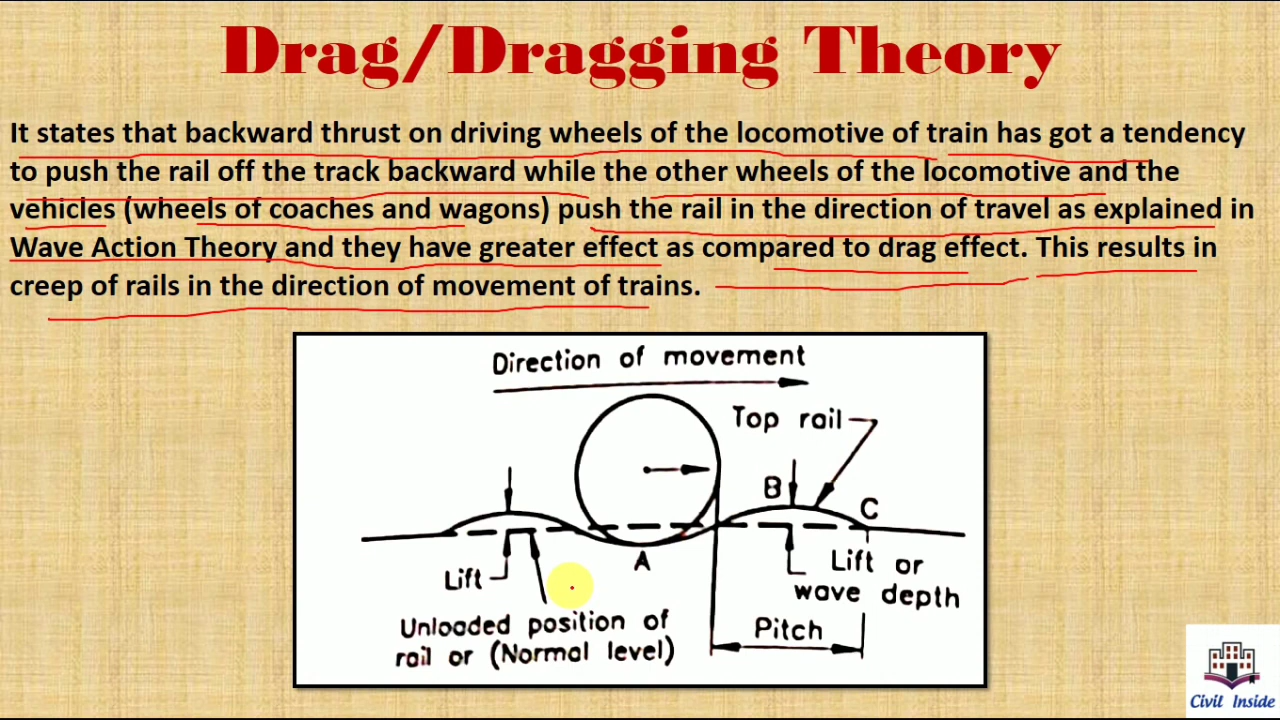 Drag/Dragging Theory
It states that backward thrust on driving wheels of the locomotive of train has got a tendency
to push the rail off the track backward while the other wheels of the locomotive and the
vehicles (wheels of coaches and wagons) push the rail in the direction of travel as explained in
Wave Action Theory and they have greater effect as compared to drag effect. This results in
creep of rails in the direction of movement of trains.
Direction of movement
Top rail
B
C
A
Lift
Lift or
wave depth
Unloaded position of
rail or (Normal level)
Pitch
Civil Inside